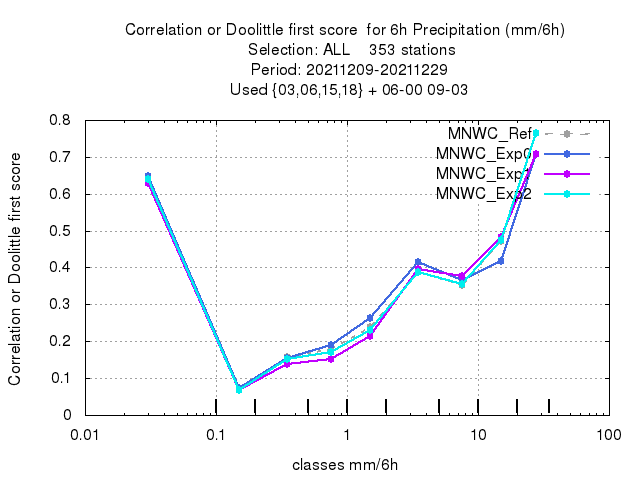 Correlation or Doolittle first score  for 6h Precipitation (mm/6h)
Selection: ALL    353 stations
Period: 20211209-20211229
Used {03,06,15,18} + 06-00 09-03
Correlation or Doolittle first score
0.8
0.7
0.6
0.5
0.4
0.3
0.2
0.1
0
MNWC_Ref
MNWC_Exp0
MNWC_Exp1
MNWC_Exp2
0.01
0.1
1
10
100
classes mm/6h